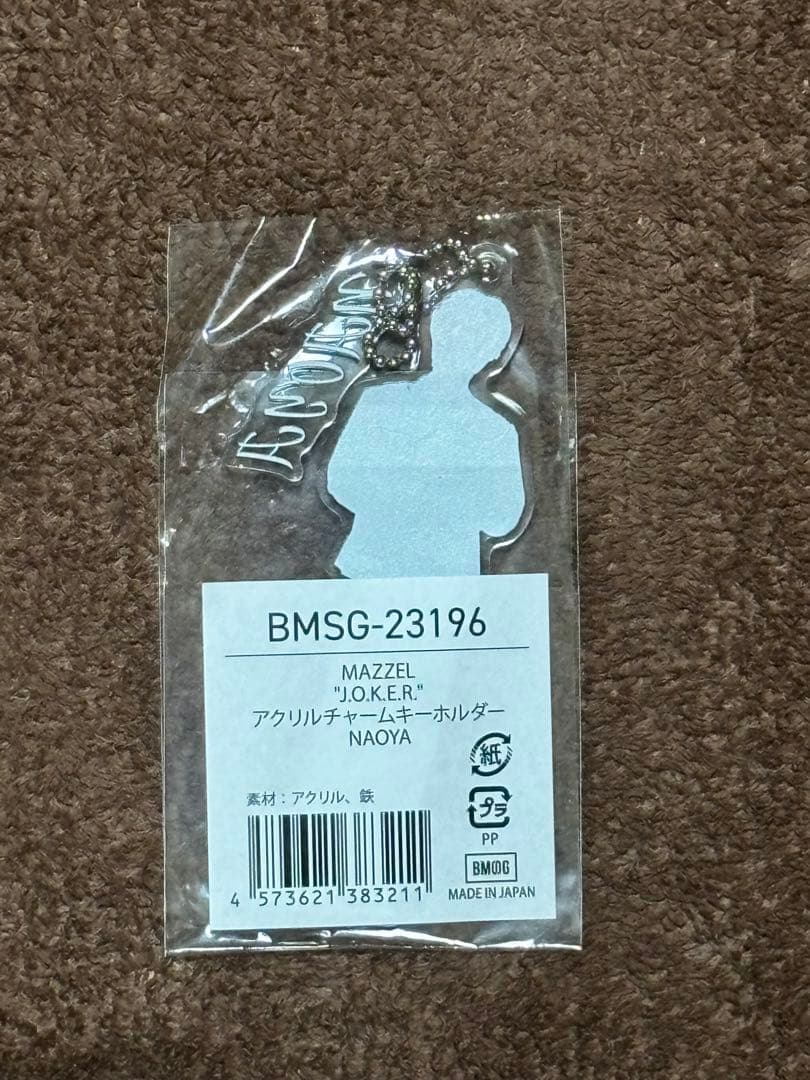 NAOYA
BMSG-23196
MAZZEL
"J.O.K.E.R."
アクリルチャームキーホルダー
NAOYA
紙
素材：アクリル、鉄
プラ
PP
BMSG
4 573621 383211
MADE IN JAPAN